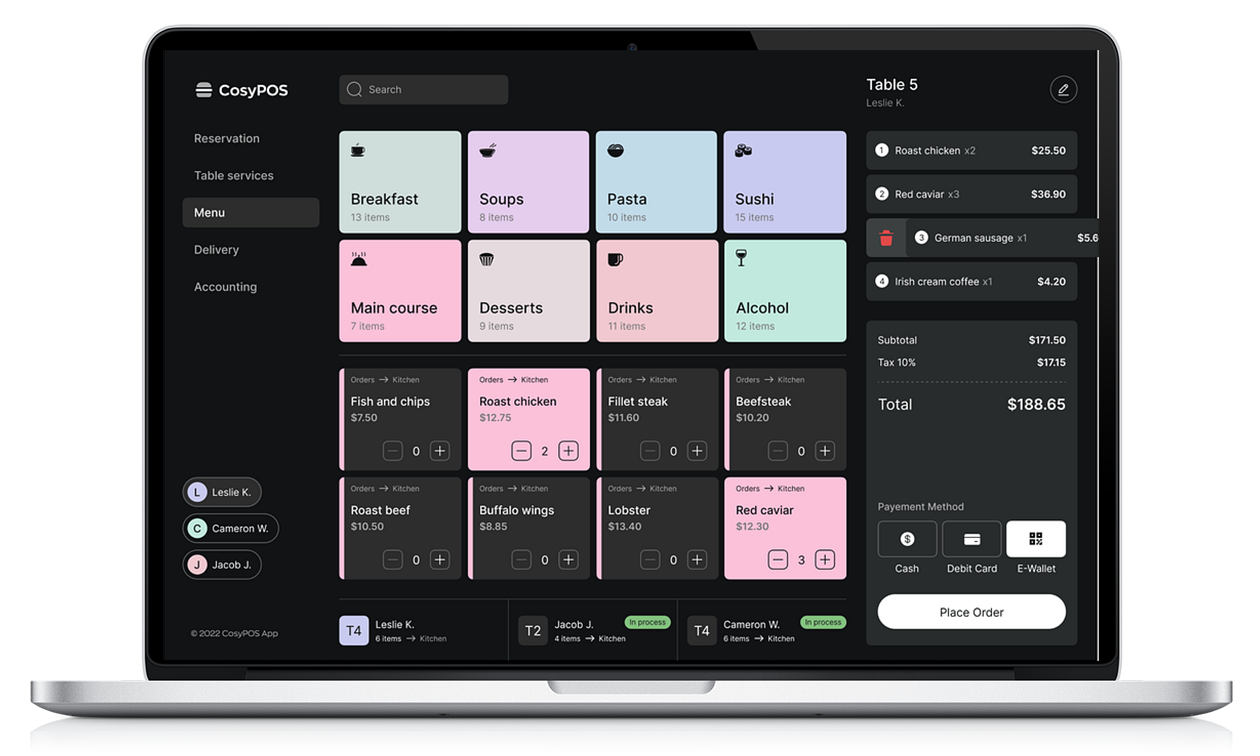 CosyPOS
Search
Reservation
Table services
Menu
Delivery
Accounting
L Leslie K.
C Cameron W.
J Jacob J.
© 2022 CosyPOS App
Breakfast
13 items
Soups
8 items
Pasta
10 items
Sushi
15 items
Main course
7 items
Desserts
9 items
Drinks
11 items
Alcohol
12 items
Orders → Kitchen
Fish and chips
$7.50
0
Orders → Kitchen
Roast chicken
$12.75
2
Orders → Kitchen
Fillet steak
$11.60
0
Orders → Kitchen
Beefsteak
$10.20
0
Orders → Kitchen
Roast beef
$10.50
0
Orders → Kitchen
Buffalo wings
$8.85
0
Orders → Kitchen
Lobster
$13.40
0
Orders → Kitchen
Red caviar
$12.30
3
T4 Leslie K.
6 items → Kitchen
T2 Jacob J. In process
4 items → Kitchen
T4 Cameron W. In process
6 items → Kitchen
Table 5
Leslie K.
1 Roast chicken x2 $25.50
2 Red caviar x3 $36.90
3 German sausage x1 $5.6
4 Irish cream coffee x1 $4.20
Subtotal $171.50
Tax 10% $17.15
Total $188.65
Payement Method
$
Cash
Debit Card
E-Wallet
Place Order